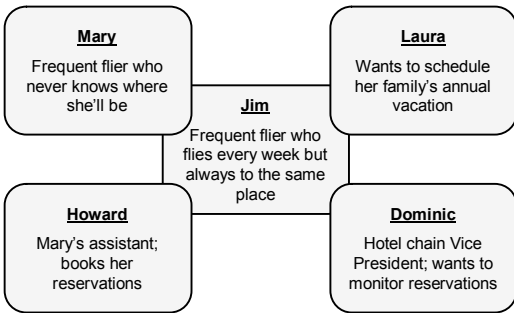 Mary
Frequent flier who
never knows where
she'll be
Laura
Wants to schedule
her family's annual
vacation
Jim
Frequent flier who
flies every week but
always to the same
place
Howard
Mary's assistant;
books her
reservations
Dominic
Hotel chain Vice
President; wants to
monitor reservations